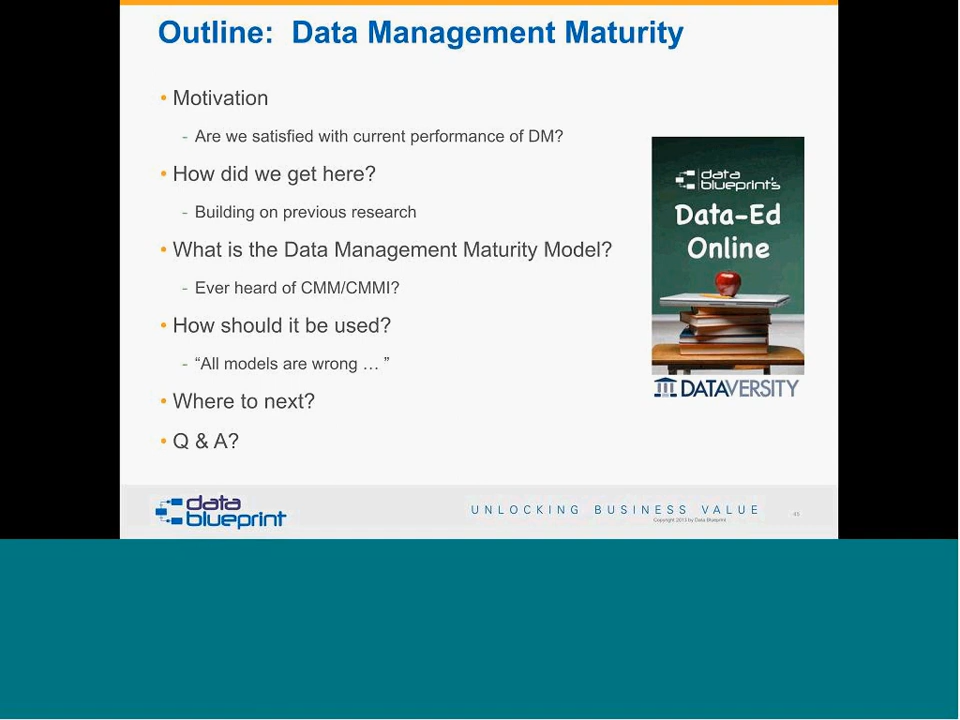 Outline: Data Management Maturity
• Motivation
- Are we satisfied with current performance of DM?
• How did we get here?
- Building on previous research
• What is the Data Management Maturity Model?
- Ever heard of CMM/CMMI?
• How should it be used?
- “All models are wrong … ”
• Where to next?
• Q & A?
data
blueprint's
Data-Ed
Online
DATAVERSITY
data
blueprint
UNLOCKING BUSINESS VALUE
Copyright 2013 by Data Blueprint
45